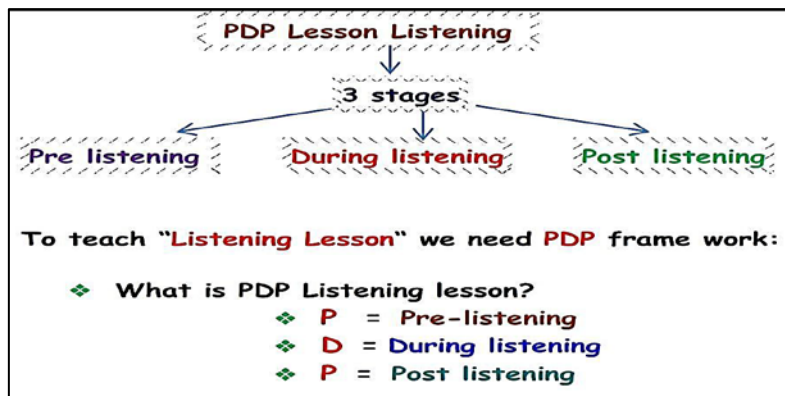 PDP Lesson Listening
3 stages
Pre listening During listening Post listening
To teach "Listening Lesson" we need PDP frame work:
❖ What is PDP Listening lesson?
❖ P = Pre-listening
❖ D = During listening
❖ P = Post listening